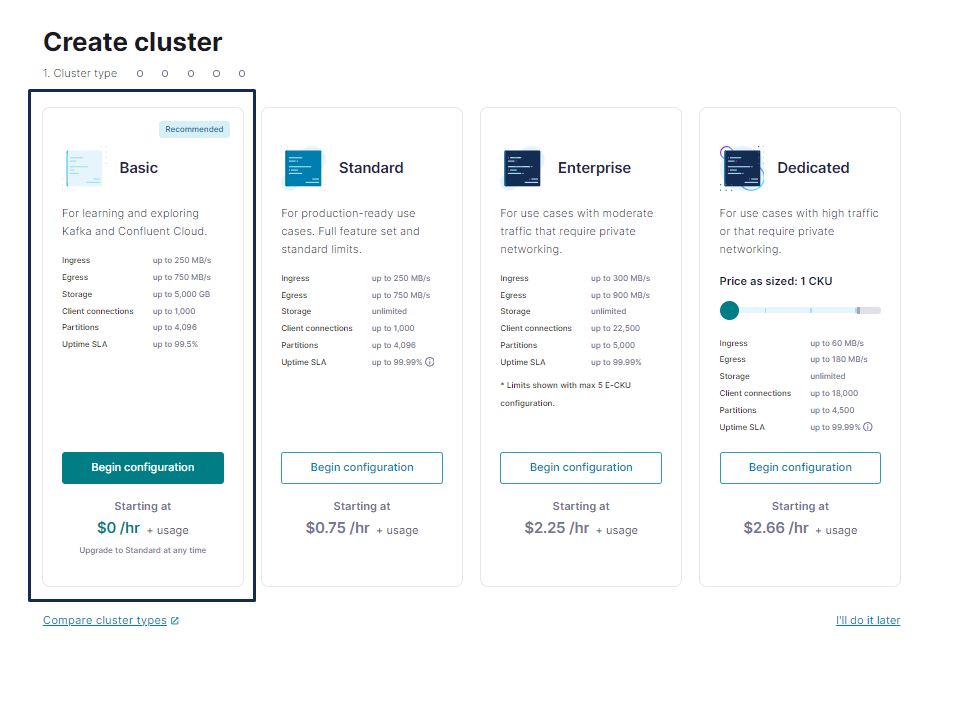 Create cluster
1. Cluster type
Recommended
Basic
For learning and exploring
Kafka and Confluent Cloud.
Ingress up to 250 MB/s
Egress up to 750 MB/s
Storage up to 5,000 GB
Client connections up to 1,000
Partitions up to 4,096
Uptime SLA up to 99.5%
Begin configuration
Starting at
$0 /hr + usage
Upgrade to Standard at any time
Standard
For production-ready use
cases. Full feature set and
standard limits.
Ingress up to 250 MB/s
Egress up to 750 MB/s
Storage unlimited
Client connections up to 1,000
Partitions up to 4,096
Uptime SLA up to 99.99%
Begin configuration
Starting at
$0.75 /hr + usage
Enterprise
For use cases with moderate
traffic that require private
networking.
Ingress up to 300 MB/s
Egress up to 900 MB/s
Storage unlimited
Client connections up to 22,500
Partitions up to 5,000
Uptime SLA up to 99.99%
* Limits shown with max 5 E-CKU
configuration.
Begin configuration
Starting at
$2.25 /hr + usage
Dedicated
For use cases with high traffic
or that require private
networking.
Price as sized: 1 CKU
Ingress up to 60 MB/s
Egress up to 180 MB/s
Storage unlimited
Client connections up to 18,000
Partitions up to 4,500
Uptime SLA up to 99.99%
Begin configuration
Starting at
$2.66 /hr + usage
Compare cluster types
I'll do it later